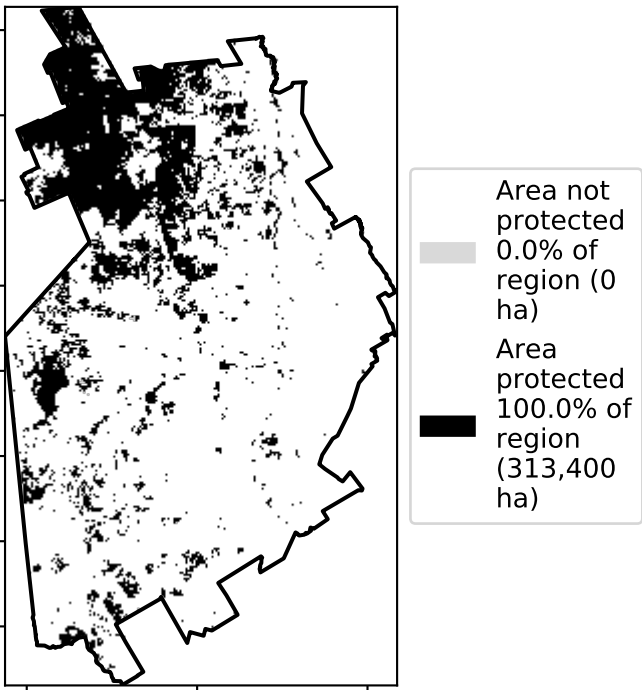 Area not
protected
0.0% of
region (0
ha)
Area
protected
100.0% of
region
(313,400
ha)